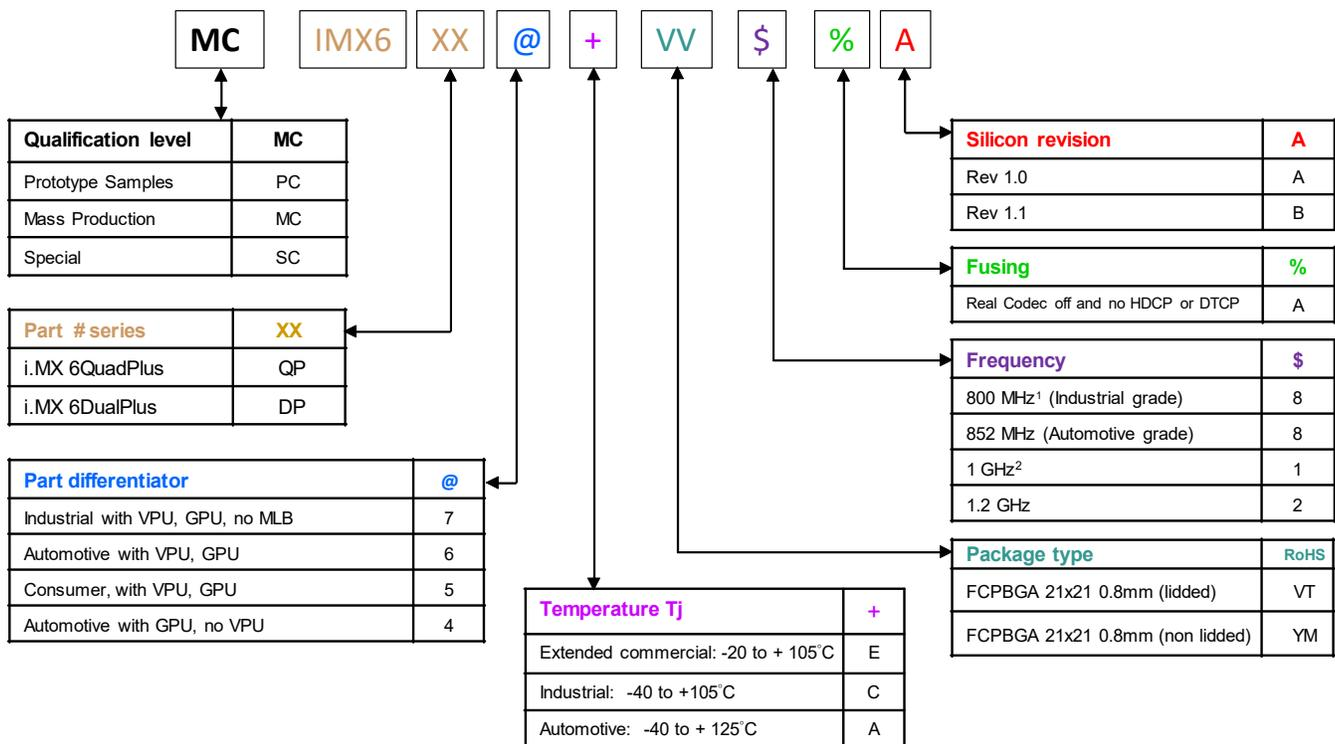 MC IMX6 XX @ + VV $ % A
Qualification level MC
Prototype Samples PC
Mass Production MC
Special SC
Part # series XX
i.MX 6QuadPlus QP
i.MX 6DualPlus DP
Part differentiator @
Industrial with VPU, GPU, no MLB 7
Automotive with VPU, GPU 6
Consumer, with VPU, GPU 5
Automotive with GPU, no VPU 4
Temperature Tj +
Extended commercial: -20 to + 105°C E
Industrial: -40 to +105°C C
Automotive: -40 to + 125°C A
Silicon revision A
Rev 1.0 A
Rev 1.1 B
Fusing %
Real Codec off and no HDCP or DTCP A
Frequency $
800 MHz¹ (Industrial grade) 8
852 MHz (Automotive grade) 8
1 GHz² 1
1.2 GHz 2
Package type RoHS
FCPBGA 21x21 0.8mm (lidded) VT
FCPBGA 21x21 0.8mm (non lidded) YM